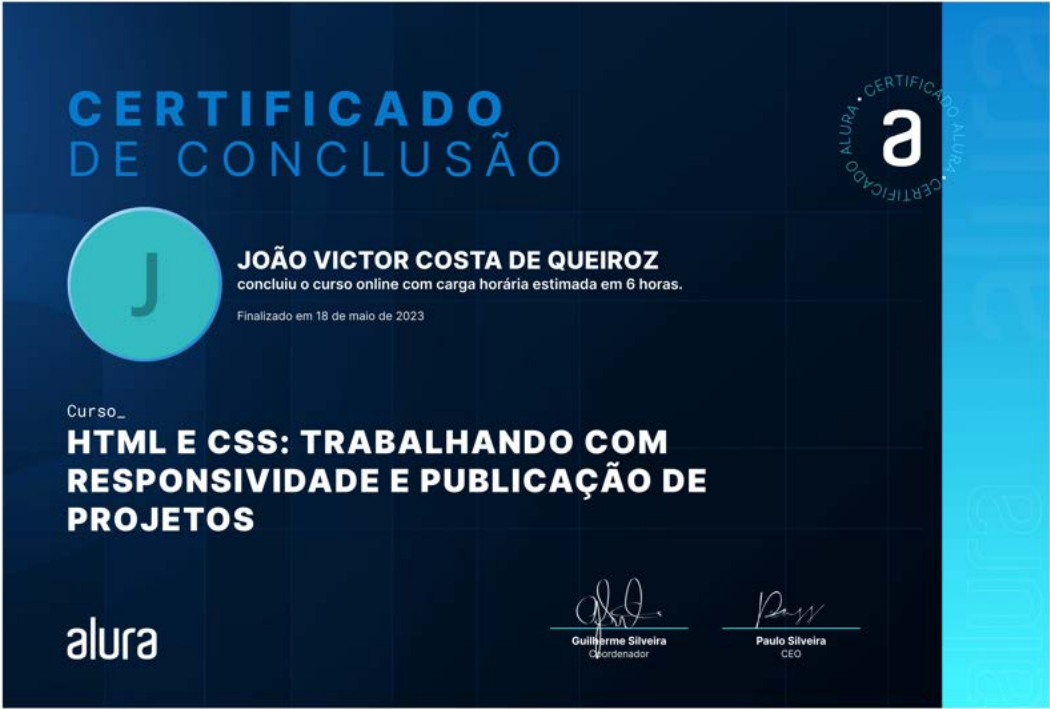 CERTIFICADO
DE CONCLUSÃO
CERTIFICADO ALURA • CERTIFICADO ALURA •
a
J
JOÃO VICTOR COSTA DE QUEIROZ
concluiu o curso online com carga horária estimada em 6 horas.
Finalizado em 18 de maio de 2023
Curso_
HTML E CSS: TRABALHANDO COM
RESPONSIVIDADE E PUBLICAÇÃO DE
PROJETOS
alura
Guilherme Silveira
Coordenador
Paulo Silveira
CEO
alura
alura